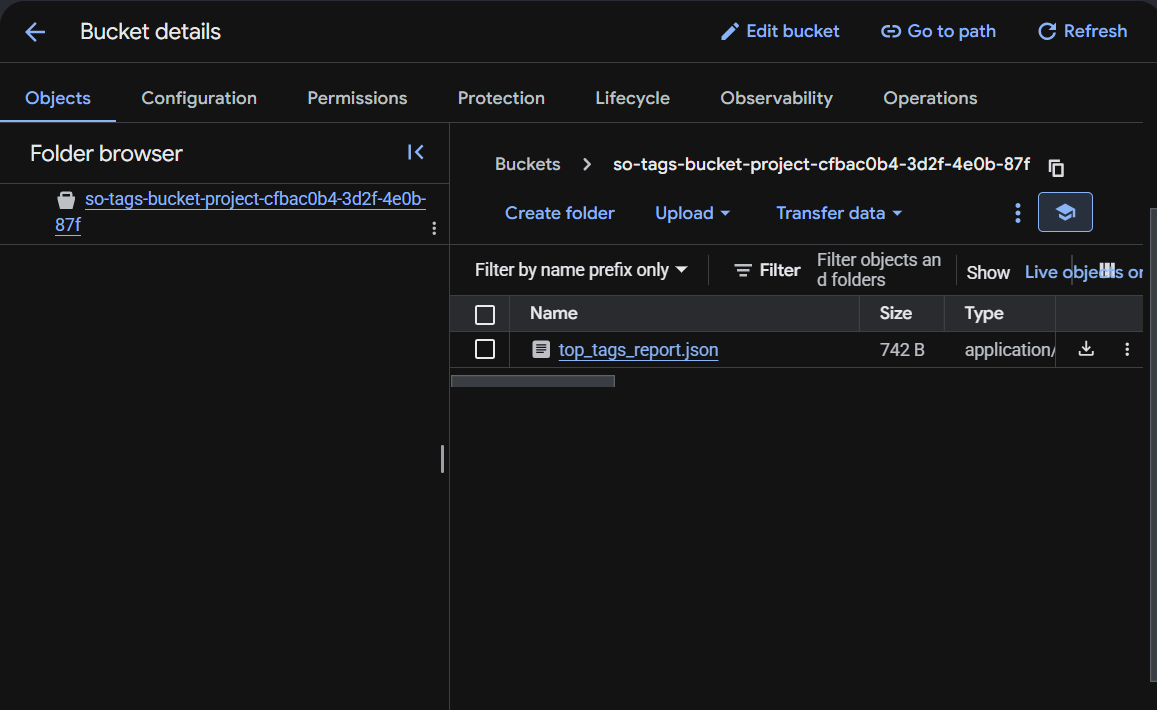 Bucket details
Edit bucket
Go to path
Refresh
Objects
Configuration
Permissions
Protection
Lifecycle
Observability
Operations
Folder browser
so-tags-bucket-project-cfbac0b4-3d2f-4e0b-
87f
Buckets
so-tags-bucket-project-cfbac0b4-3d2f-4e0b-87f
Create folder
Upload
Transfer data
Filter by name prefix only
Filter
Filter objects an
d folders
Show
Live objects or
Name
Size
Type
top_tags_report.json
742 B
application/